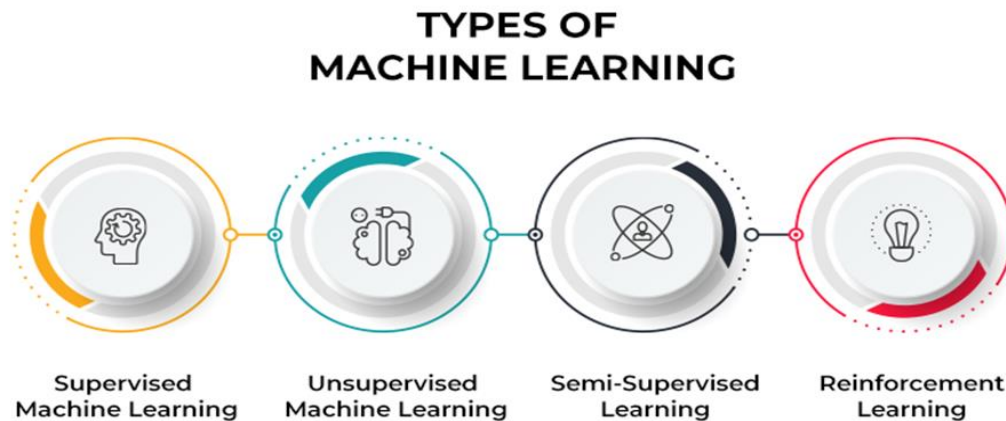 TYPES OF
MACHINE LEARNING
Supervised
Machine Learning
Unsupervised
Machine Learning
Semi-Supervised
Learning
Reinforcement
Learning